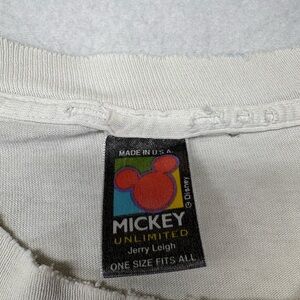 MADE IN U.S.A.
© Disney
MICKEY
UNLIMITED
Jerry Leigh
ONE SIZE FITS ALL